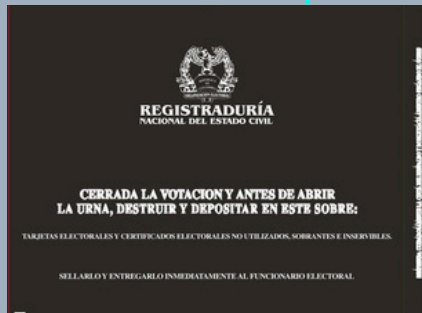 REGISTRADURÍA
NACIONAL DEL ESTADO CIVIL
CERRADA LA VOTACION Y ANTES DE ABRIR
LA URNA, DESTRUIR Y DEPOSITAR EN ESTE SOBRE:
TARJETAS ELECTORALES Y CERTIFICADOS ELECTORALES NO UTILIZADOS, SOBRANTES E INSERVIBLES.
SELLARLO Y ENTREGARLO INMEDIATAMENTE AL FUNCIONARIO ELECTORAL